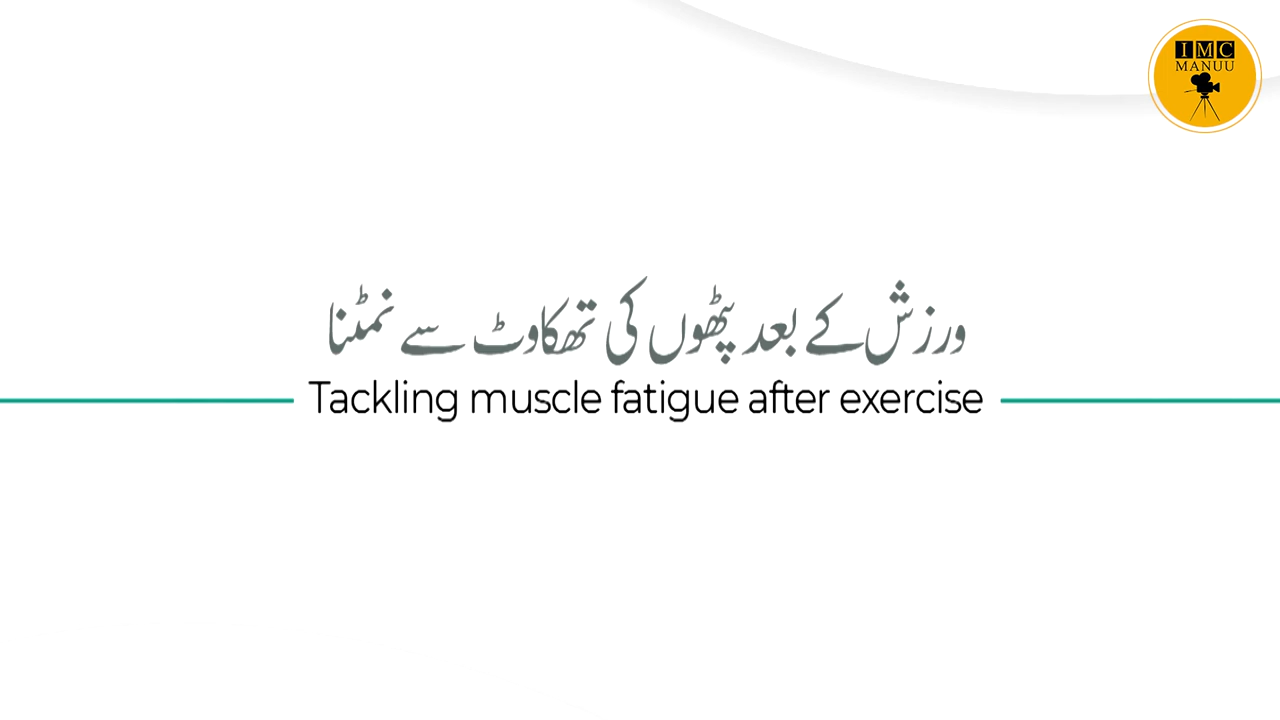 IMC
MANUU
ورزش کے بعد پٹھوں کی تھکاوٹ سے نمٹنا
Tackling muscle fatigue after exercise